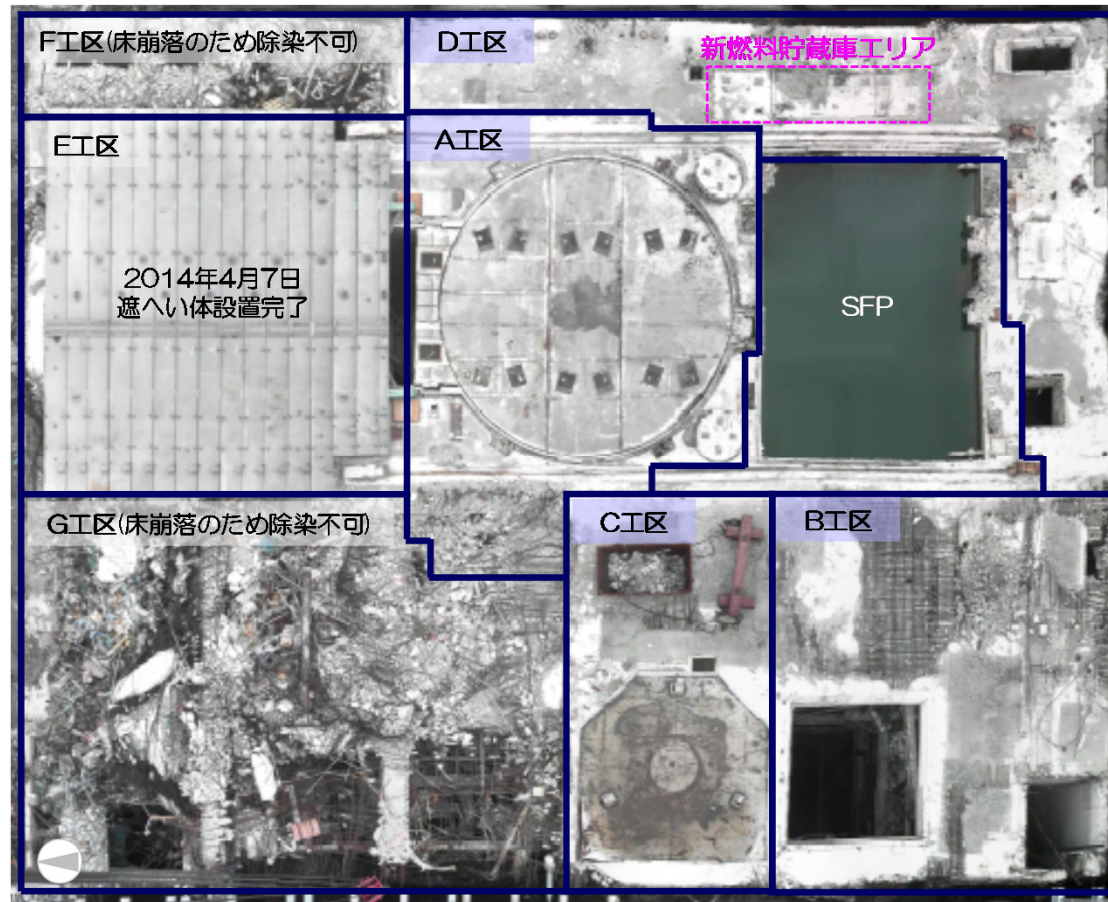 F工区(床崩落のため除染不可)
D工区
新燃料貯蔵庫エリア
E工区
A工区
2014年4月7日
遮へい体設置完了
SFP
G工区(床崩落のため除染不可)
C工区
B工区